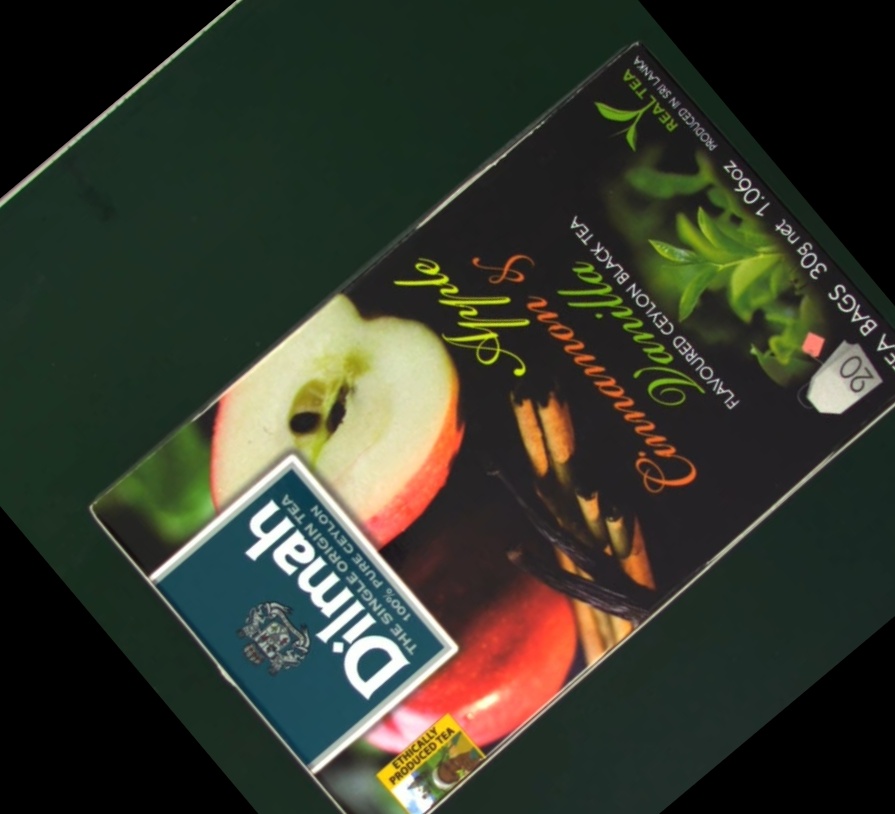 Dilmah
THE SINGLE ORIGIN TEA
100% PURE CEYLON
ETHICALLY
PRODUCED TEA
Apple
Cinnamon &
Vanilla
FLAVOURED CEYLON BLACK TEA
REAL TEA
PRODUCED IN SRI LANKA
20
TEA BAGS 30g net 1.06oz